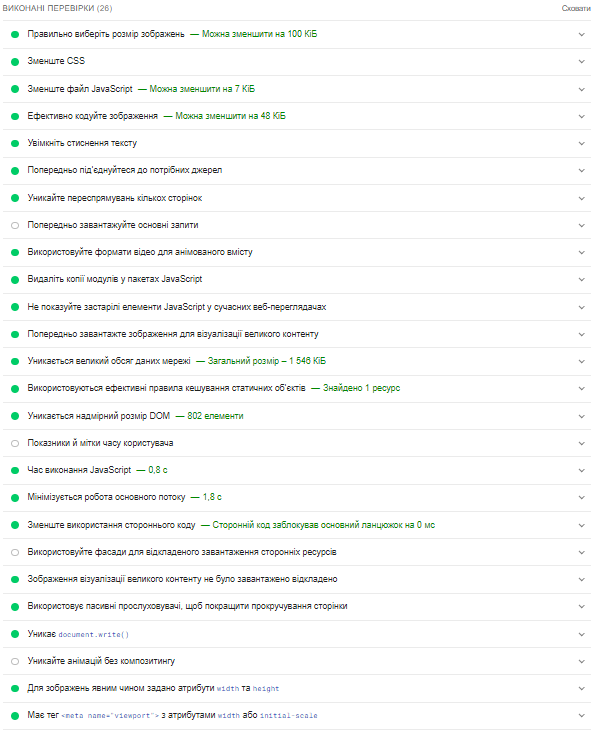 ВИКОНАНІ ПЕРЕВІРКИ (26) Сховати
Правильно виберіть розмір зображень — Можна зменшити на 100 КіБ
Зменште CSS
Зменште файл JavaScript — Можна зменшити на 7 КіБ
Ефективно кодуйте зображення — Можна зменшити на 48 КіБ
Увімкніть стиснення тексту
Попередньо під'єднуйтеся до потрібних джерел
Уникайте переспрямувань кількох сторінок
Попередньо завантажуйте основні запити
Використовуйте формати відео для анімованого вмісту
Видаліть копії модулів у пакетах JavaScript
Не показуйте застарілі елементи JavaScript у сучасних веб-переглядачах
Попередньо завантажте зображення для візуалізації великого контенту
Уникається великий обсяг даних мережі — Загальний розмір – 1 546 КіБ
Використовуються ефективні правила кешування статичних об'єктів — Знайдено 1 ресурс
Уникається надмірний розмір DOM — 802 елементи
Показники й мітки часу користувача
Час виконання JavaScript — 0,8 с
Мінімізується робота основного потоку — 1,8 с
Зменште використання стороннього коду — Сторонній код заблокував основний ланцюжок на 0 мс
Використовуйте фасади для відкладеного завантаження сторонніх ресурсів
Зображення візуалізації великого контенту не було завантажено відкладено
Використовує пасивні прослуховувачі, щоб покращити прокручування сторінки
Уникає document.write()
Уникайте анімацій без композитингу
Для зображень явним чином задано атрибути width та height
Має тег <meta name="viewport"> з атрибутами width або initial-scale